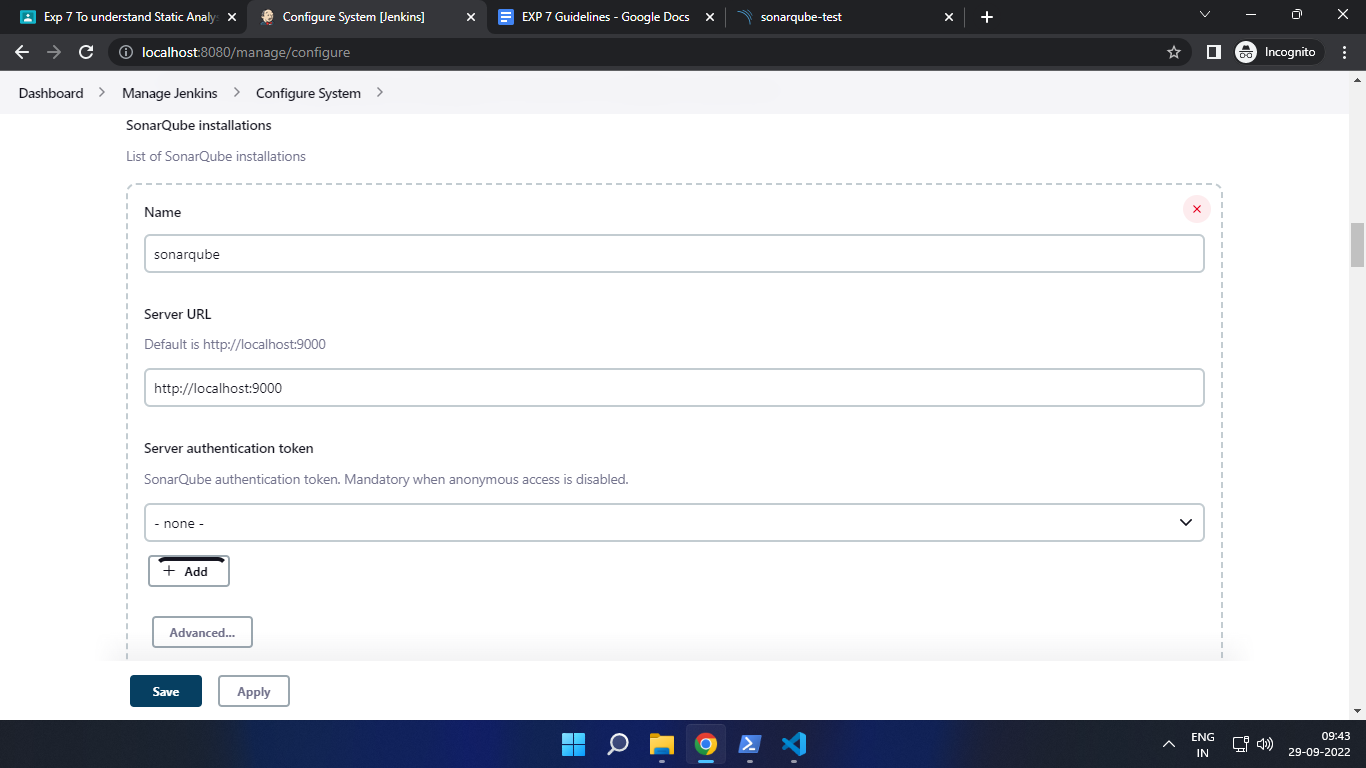 Exp 7 To understand Static Analy
Configure System [Jenkins]
EXP 7 Guidelines - Google Docs
sonarqube-test
localhost:8080/manage/configure
Incognito
Dashboard
Manage Jenkins
Configure System
SonarQube installations
List of SonarQube installations
Name
sonarqube
Server URL
Default is http://localhost:9000
http://localhost:9000
Server authentication token
SonarQube authentication token. Mandatory when anonymous access is disabled.
- none -
Add
Advanced...
Save
Apply
ENG
IN
09:43
29-09-2022